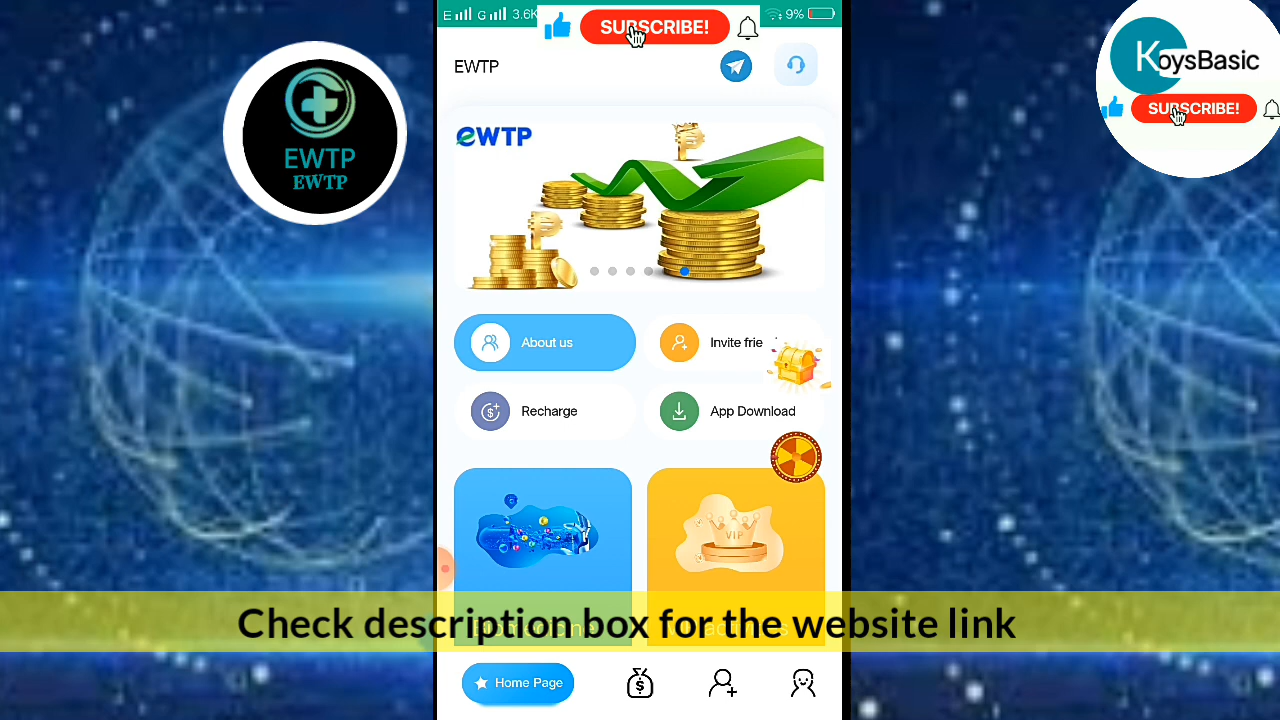 E G 3.6K
SUBSCRIBE!
9%
EWTP
EWTP
EWTP
EWTP
KoysBasic
SUBSCRIBE!
eWTP
About us
Invite frie
Recharge
App Download
VIP
Check description box for the website link
Home Page